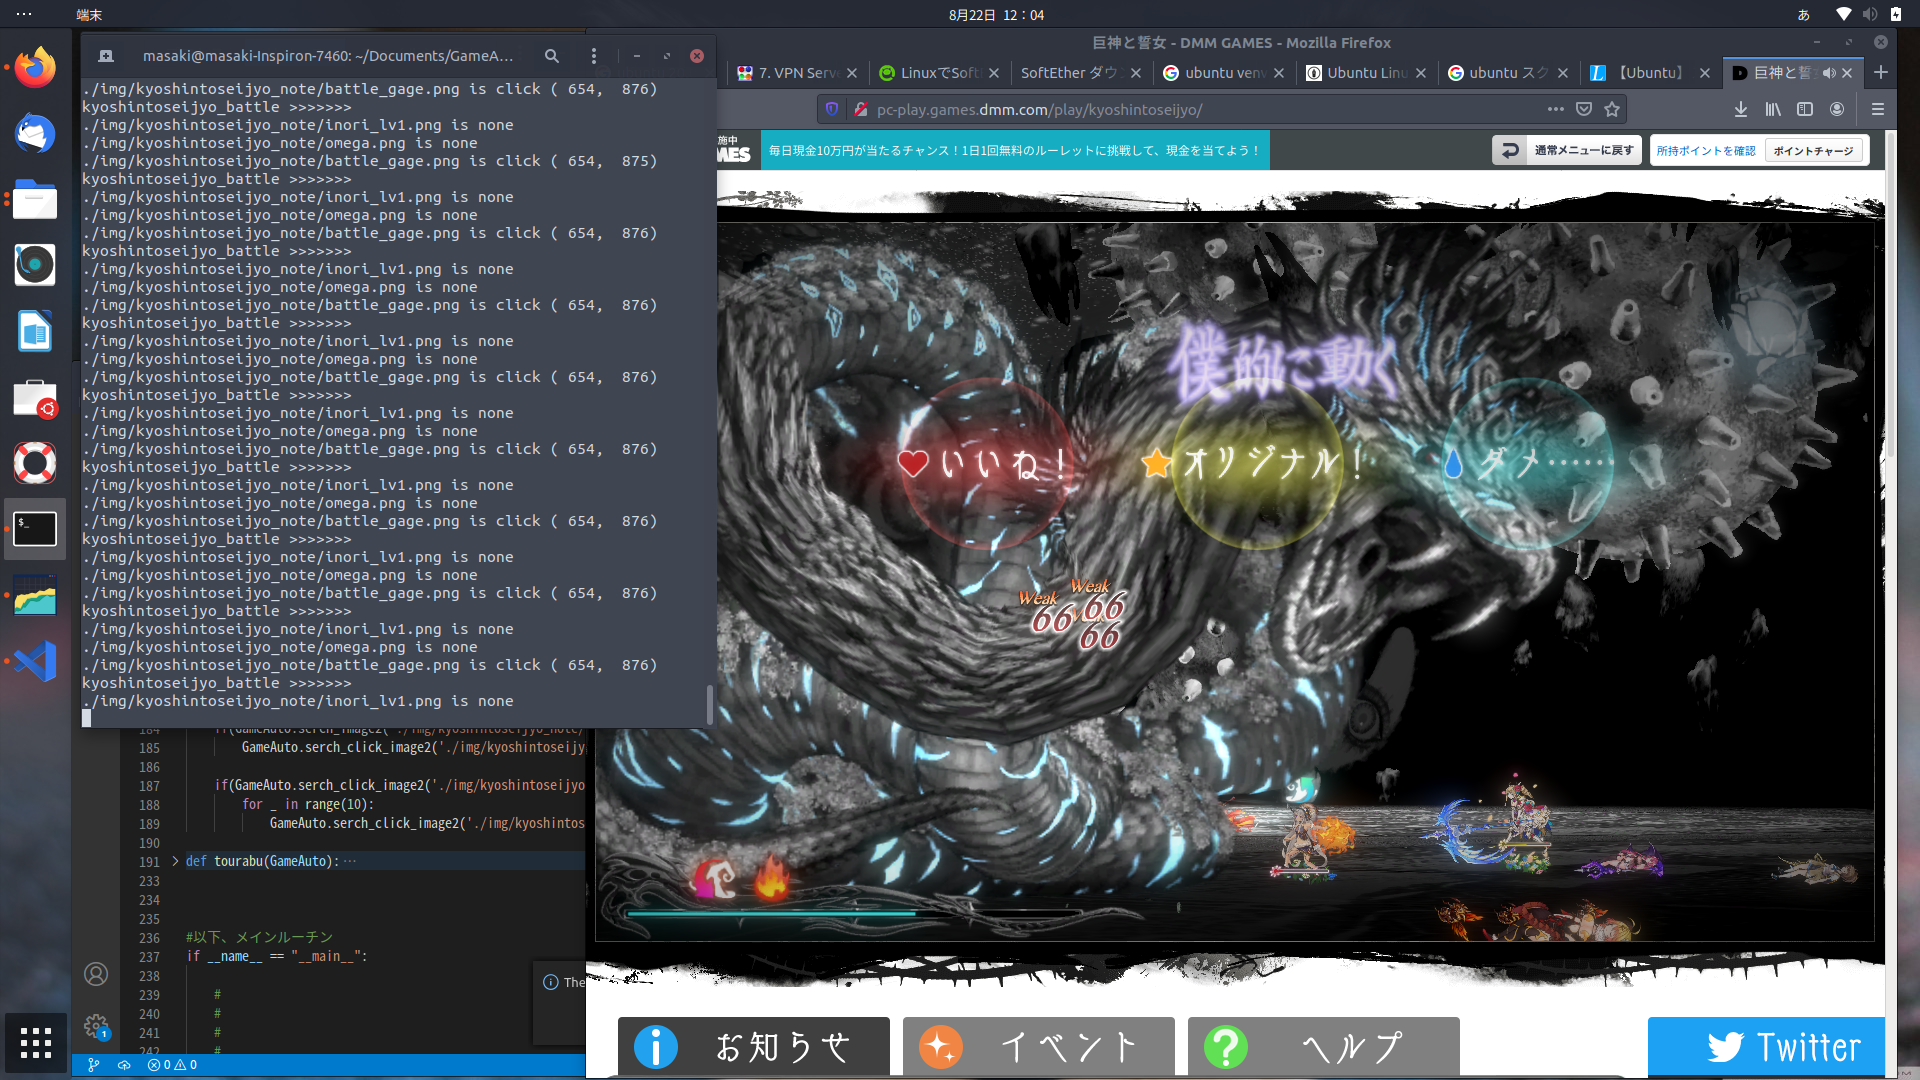 端末
8月22日 12：04
あ
masaki@masaki-Inspiron-7460: ~/Documents/GameA…
./img/kyoshintoseijyo_note/battle_gage.png is click ( 654,  876)
kyoshintoseijyo_battle >>>>>>>
./img/kyoshintoseijyo_note/inori_lv1.png is none
./img/kyoshintoseijyo_note/omega.png is none
./img/kyoshintoseijyo_note/battle_gage.png is click ( 654,  875)
kyoshintoseijyo_battle >>>>>>>
./img/kyoshintoseijyo_note/inori_lv1.png is none
./img/kyoshintoseijyo_note/omega.png is none
./img/kyoshintoseijyo_note/battle_gage.png is click ( 654,  876)
kyoshintoseijyo_battle >>>>>>>
./img/kyoshintoseijyo_note/inori_lv1.png is none
./img/kyoshintoseijyo_note/omega.png is none
./img/kyoshintoseijyo_note/battle_gage.png is click ( 654,  876)
kyoshintoseijyo_battle >>>>>>>
./img/kyoshintoseijyo_note/inori_lv1.png is none
./img/kyoshintoseijyo_note/omega.png is none
./img/kyoshintoseijyo_note/battle_gage.png is click ( 654,  876)
kyoshintoseijyo_battle >>>>>>>
./img/kyoshintoseijyo_note/inori_lv1.png is none
./img/kyoshintoseijyo_note/omega.png is none
./img/kyoshintoseijyo_note/battle_gage.png is click ( 654,  876)
kyoshintoseijyo_battle >>>>>>>
./img/kyoshintoseijyo_note/inori_lv1.png is none
./img/kyoshintoseijyo_note/omega.png is none
./img/kyoshintoseijyo_note/battle_gage.png is click ( 654,  876)
kyoshintoseijyo_battle >>>>>>>
./img/kyoshintoseijyo_note/inori_lv1.png is none
./img/kyoshintoseijyo_note/omega.png is none
./img/kyoshintoseijyo_note/battle_gage.png is click ( 654,  876)
kyoshintoseijyo_battle >>>>>>>
./img/kyoshintoseijyo_note/inori_lv1.png is none
./img/kyoshintoseijyo_note/omega.png is none
./img/kyoshintoseijyo_note/battle_gage.png is click ( 654,  876)
kyoshintoseijyo_battle >>>>>>>
./img/kyoshintoseijyo_note/inori_lv1.png is none
184 if(GameAuto.serch_click_image2('./img/kyoshintoseijyo_note/
185 GameAuto.serch_click_image2('./img/kyoshintoseijy
186
187 if(GameAuto.serch_click_image2('./img/kyoshintoseijyo
188 for _ in range(10):
189 GameAuto.serch_click_image2('./img/kyoshintos
190
191 def tourabu(GameAuto):…
233
234
235
236 #以下、メインルーチン
237 if __name__ == "__main__":
238
239 #
240 #
241 #
242 #
0 0
1
The
巨神と誓女 - DMM GAMES - Mozilla Firefox
7. VPN Serv
LinuxでSoft
SoftEther ダウ
ubuntu venv
Ubuntu Linu
ubuntu スク
【Ubuntu】
巨神と誓
pc-play.games.dmm.com/play/kyoshintoseijyo/
施中
MES
毎日現金10万円が当たるチャンス！1日1回無料のルーレットに挑戦して、現金を当てよう！
通常メニューに戻す
所持ポイントを確認
ポイントチャージ
僕的に動く
いいね！
オリジナル！
ダメ……
Weak
Weak
66
66
66
お知らせ
イベント
ヘルプ
Twitter